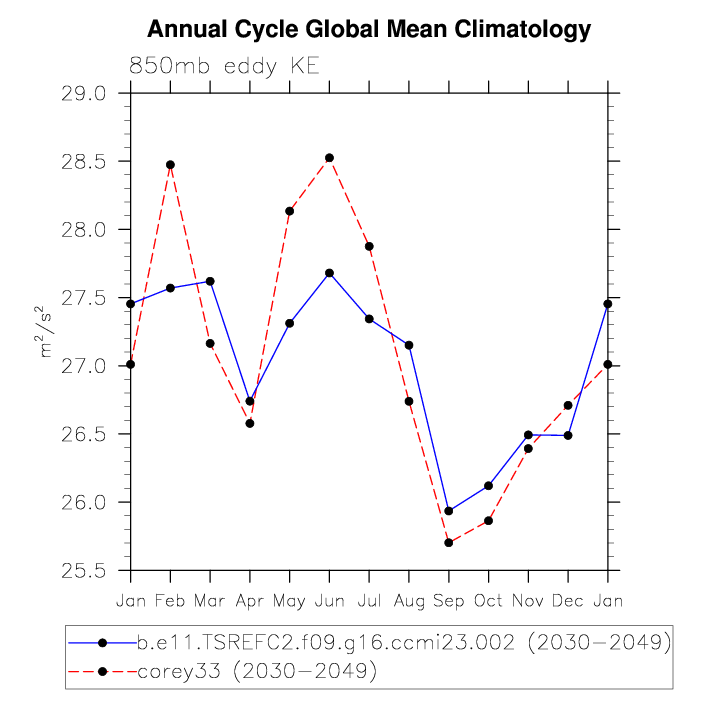 Annual Cycle Global Mean Climatology
850mb eddy KE
29.0
28.5
28.0
27.5
27.0
26.5
26.0
25.5
m²/s²
Jan Feb Mar Apr May Jun Jul Aug Sep Oct Nov Dec Jan
b.e11.TSREFC2.f09.g16.ccmi23.002 (2030−2049)
corey33 (2030−2049)